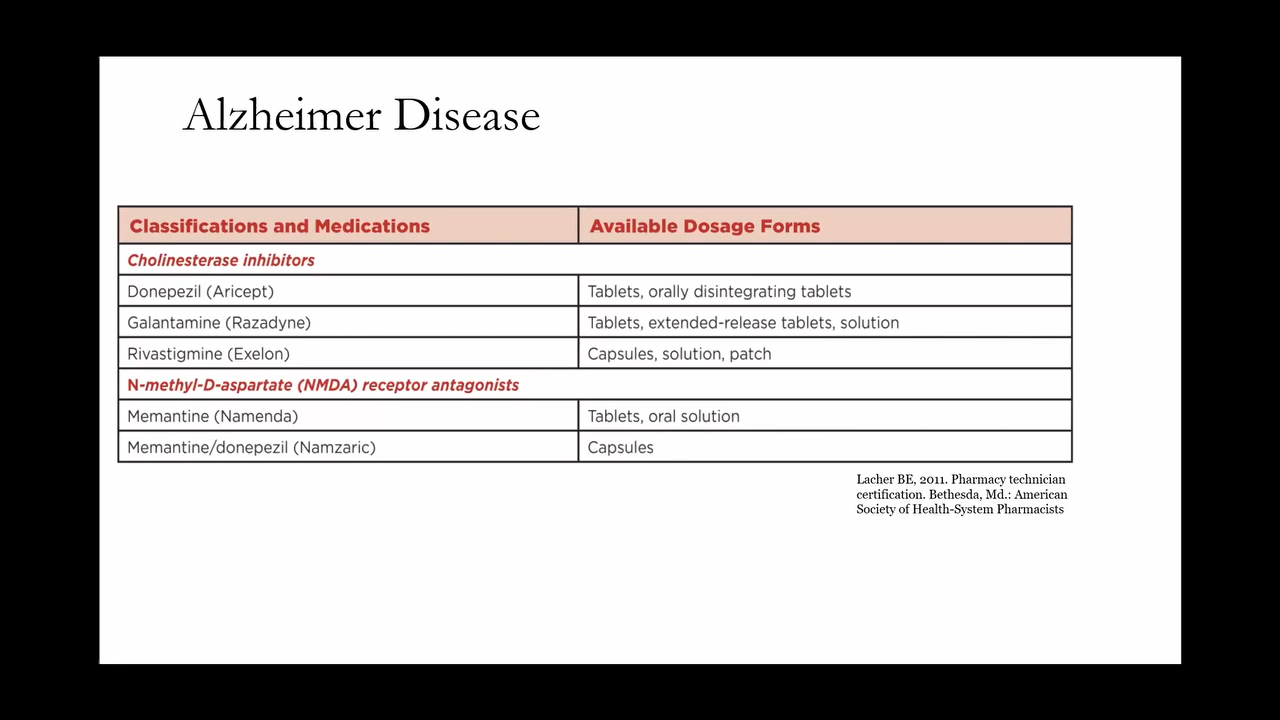 Alzheimer Disease
Classifications and Medications Available Dosage Forms
Cholinesterase inhibitors
Donepezil (Aricept) Tablets, orally disintegrating tablets
Galantamine (Razadyne) Tablets, extended-release tablets, solution
Rivastigmine (Exelon) Capsules, solution, patch
N-methyl-D-aspartate (NMDA) receptor antagonists
Memantine (Namenda) Tablets, oral solution
Memantine/donepezil (Namzaric) Capsules
Lacher BE, 2011. Pharmacy technician
certification. Bethesda, Md.: American
Society of Health-System Pharmacists